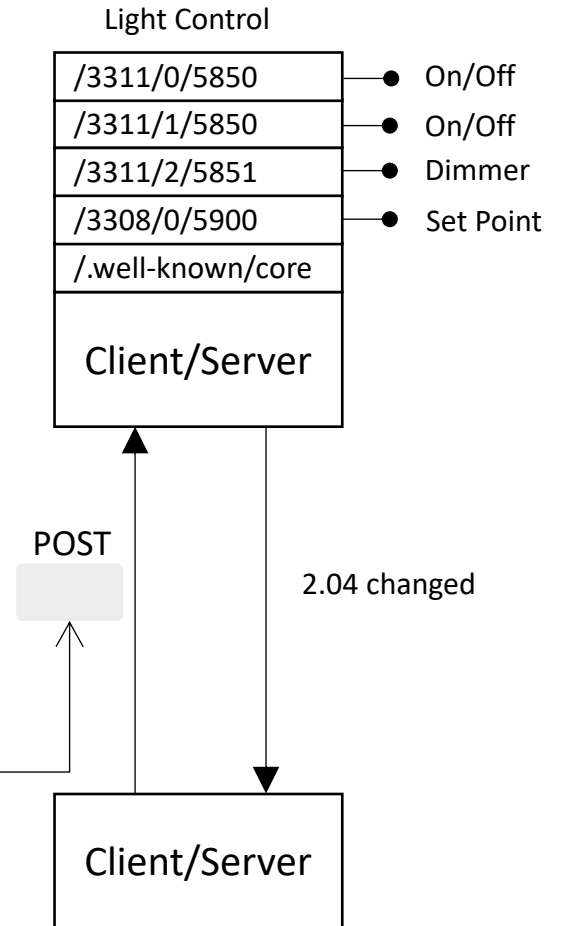 Light Control
/3311/0/5850 On/Off
/3311/1/5850 On/Off
/3311/2/5851 Dimmer
/3308/0/5900 Set Point
/.well-known/core
Client/Server
POST
2.04 changed
Client/Server